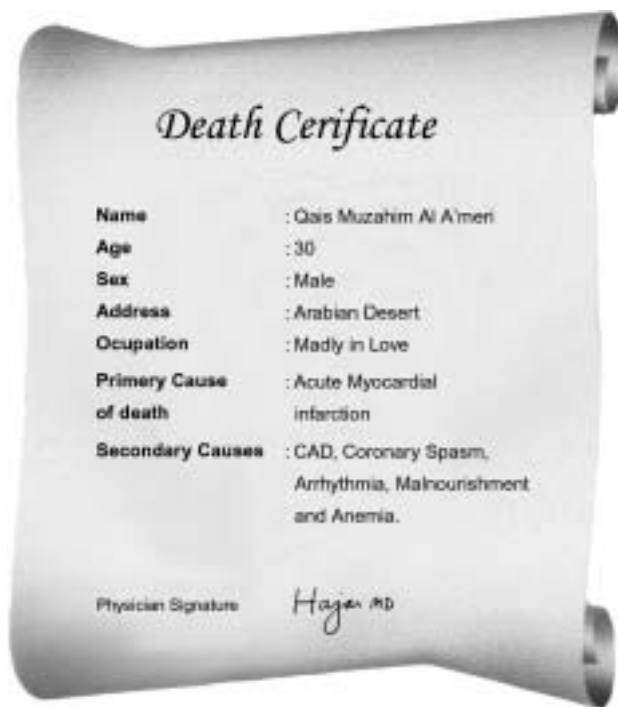 Death Cerificate
Name : Qais Muzahim Al A'meri
Age : 30
Sex : Male
Address : Arabian Desert
Ocupation : Madly in Love
Primery Cause : Acute Myocardial
of death infarction
Secondary Causes : CAD, Coronary Spasm,
Arrhythmia, Malnourishment
and Anemia.
Physician Signature Hajar MD